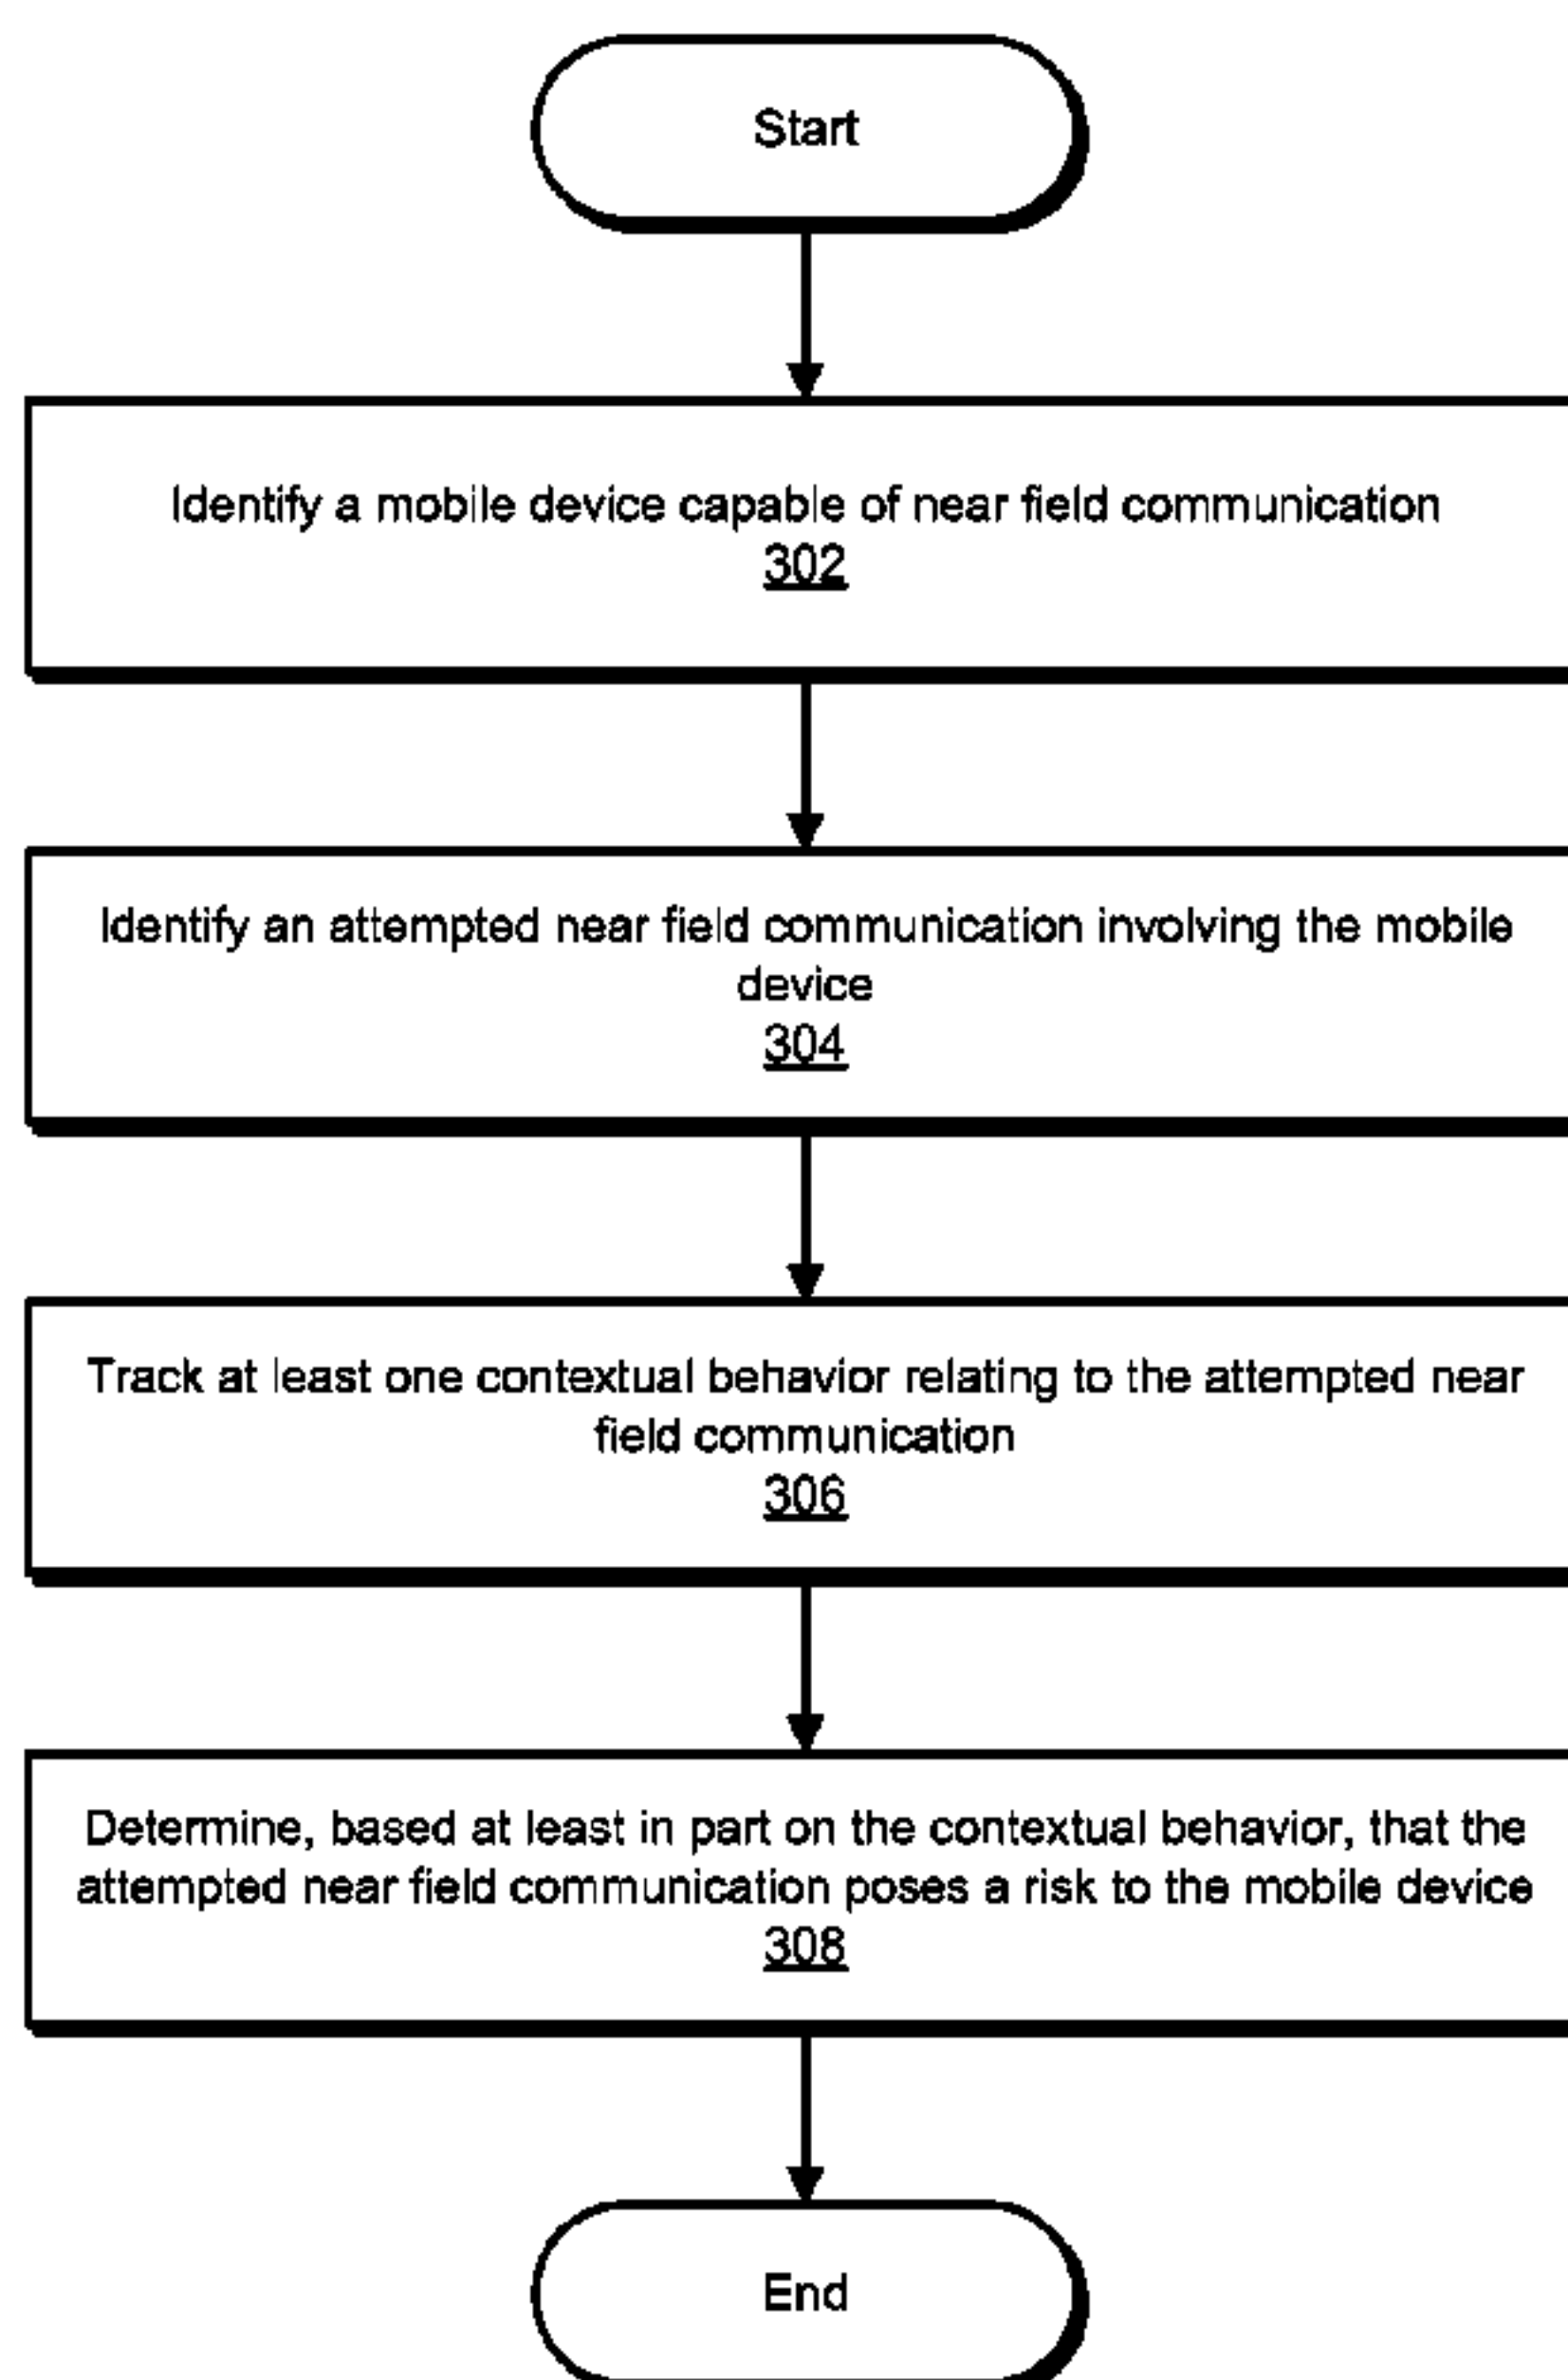 Start
Identify a mobile device capable of near field communication
302
Identify an attempted near field communication involving the mobile
device
304
Track at least one contextual behavior relating to the attempted near
field communication
306
Determine, based at least in part on the contextual behavior, that the
attempted near field communication poses a risk to the mobile device
308
End